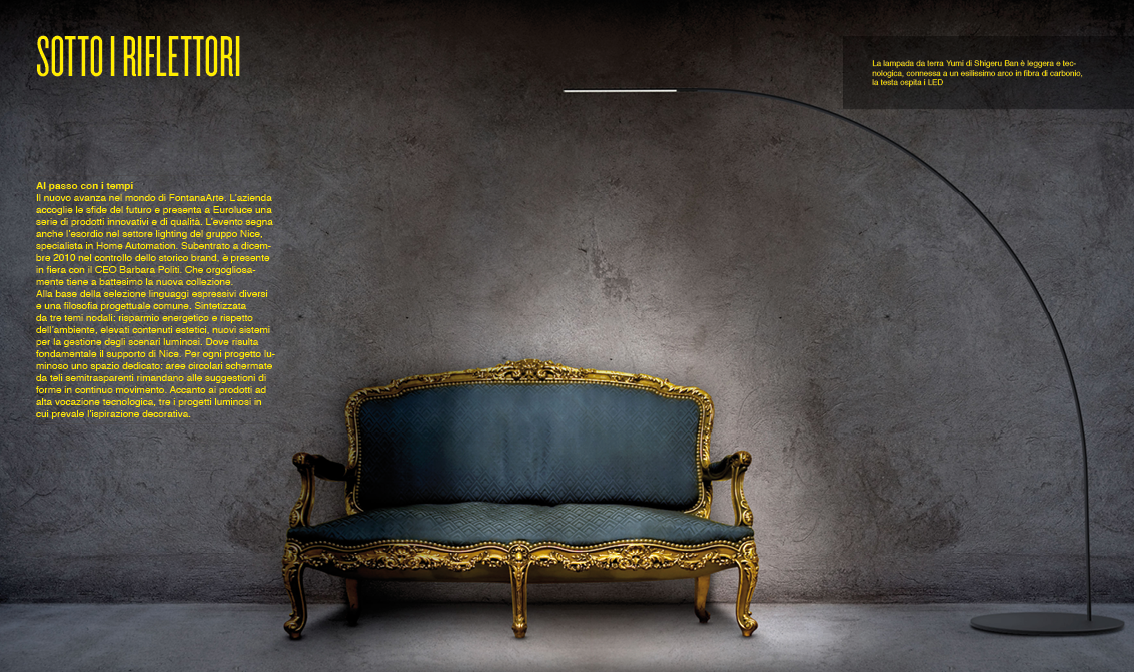 SOTTO I RIFLETTORI
La lampada da terra Yumi di Shigeru Ban è leggera e tec-
nologica, connessa a un esilissimo arco in fibra di carbonio,
la testa ospita i LED
Al passo con i tempi
Il nuovo avanza nel mondo di FontanaArte. L'azienda
accoglie le sfide del futuro e presenta a Euroluce una
serie di prodotti innovativi e di qualità. L'evento segna
anche l'esordio nel settore lighting del gruppo Nice,
specialista in Home Automation. Subentrato a dicem-
bre 2010 nel controllo dello storico brand, è presente
in fiera con il CEO Barbara Politi. Che orgogliosa-
mente tiene a battesimo la nuova collezione.
Alla base della selezione linguaggi espressivi diversi
e una filosofia progettuale comune. Sintetizzata
da tre temi nodali: risparmio energetico e rispetto
dell'ambiente, elevati contenuti estetici, nuovi sistemi
per la gestione degli scenari luminosi. Dove risulta
fondamentale il supporto di Nice. Per ogni progetto lu-
minoso uno spazio dedicato: aree circolari schermate
da teli semitrasparenti rimandano alle suggestioni di
forme in continuo movimento. Accanto ai prodotti ad
alta vocazione tecnologica, tre i progetti luminosi in
cui prevale l'ispirazione decorativa.